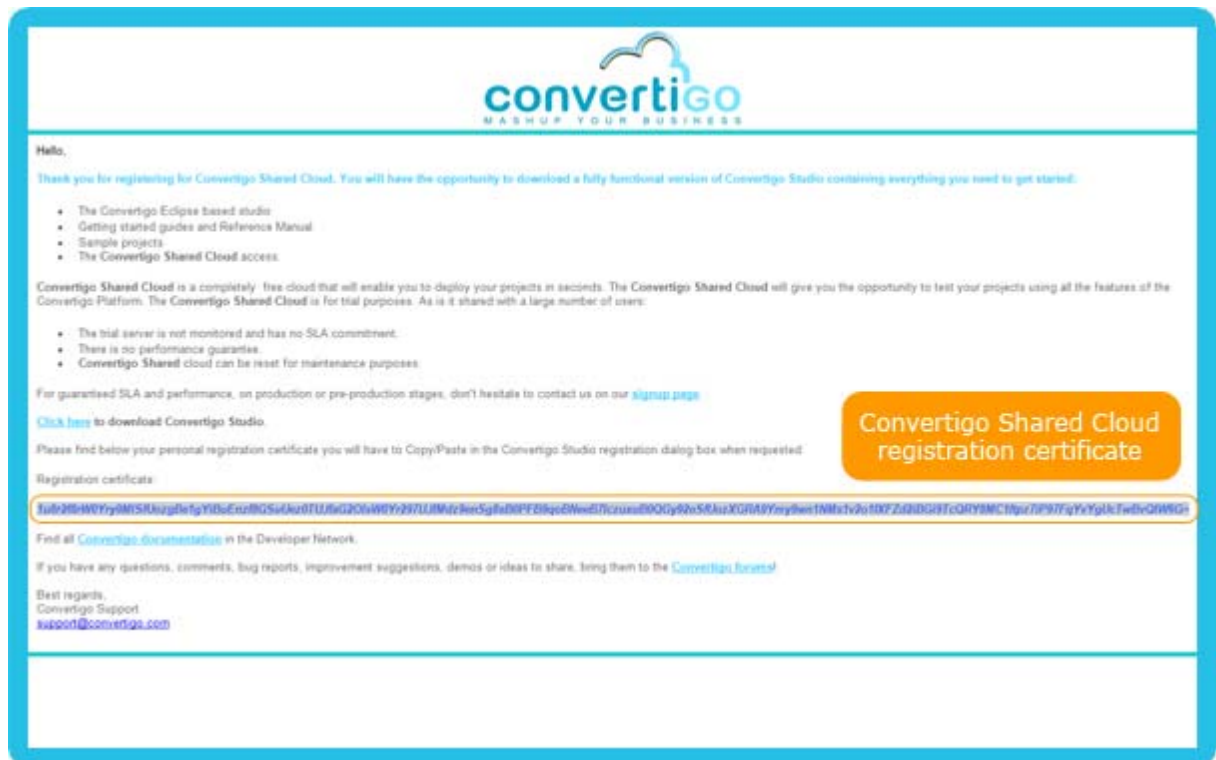 convertigo
MASHUP YOUR BUSINESS
Hello,
Thank you for registering for Convertigo Shared Cloud. You will have the opportunity to download a fully functional version of Convertigo Studio containing everything you need to get started:
• The Convertigo Eclipse based studio
• Getting started guides and Reference Manual
• Sample projects
• The Convertigo Shared Cloud access.
Convertigo Shared Cloud is a completely free cloud that will enable you to deploy your projects in seconds. The Convertigo Shared Cloud will give you the opportunity to test your projects using all the features of the
Convertigo Platform. The Convertigo Shared Cloud is for trial purposes. As is it shared with a large number of users:
• The trial server is not monitored and has no SLA commitment.
• There is no performance guarantee.
• Convertigo Shared cloud can be reset for maintenance purposes
For guaranteed SLA and performance, on production or pre-production stages, don't hesitate to contact us on our signup page
Click here to download Convertigo Studio.
Convertigo Shared Cloud
registration certificate
Please find below your personal registration certificate you will have to Copy/Paste in the Convertigo Studio registration dialog box when requested:
Registration certificate:
Find all Convertigo documentation in the Developer Network.
If you have any questions, comments, bug reports, improvement suggestions, demos or ideas to share, bring them to the Convertigo forums!
Best regards,
Convertigo Support
support@convertigo.com